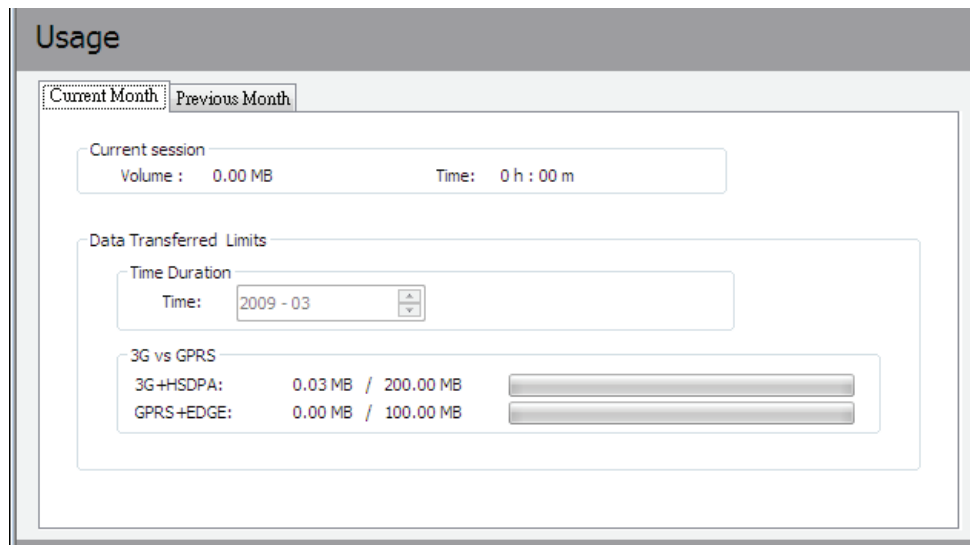 Usage
Current Month Previous Month
Current session
Volume : 0.00 MB Time: 0 h : 00 m
Data Transferred Limits
Time Duration
Time: 2009 - 03
3G vs GPRS
3G+HSDPA: 0.03 MB / 200.00 MB
GPRS+EDGE: 0.00 MB / 100.00 MB